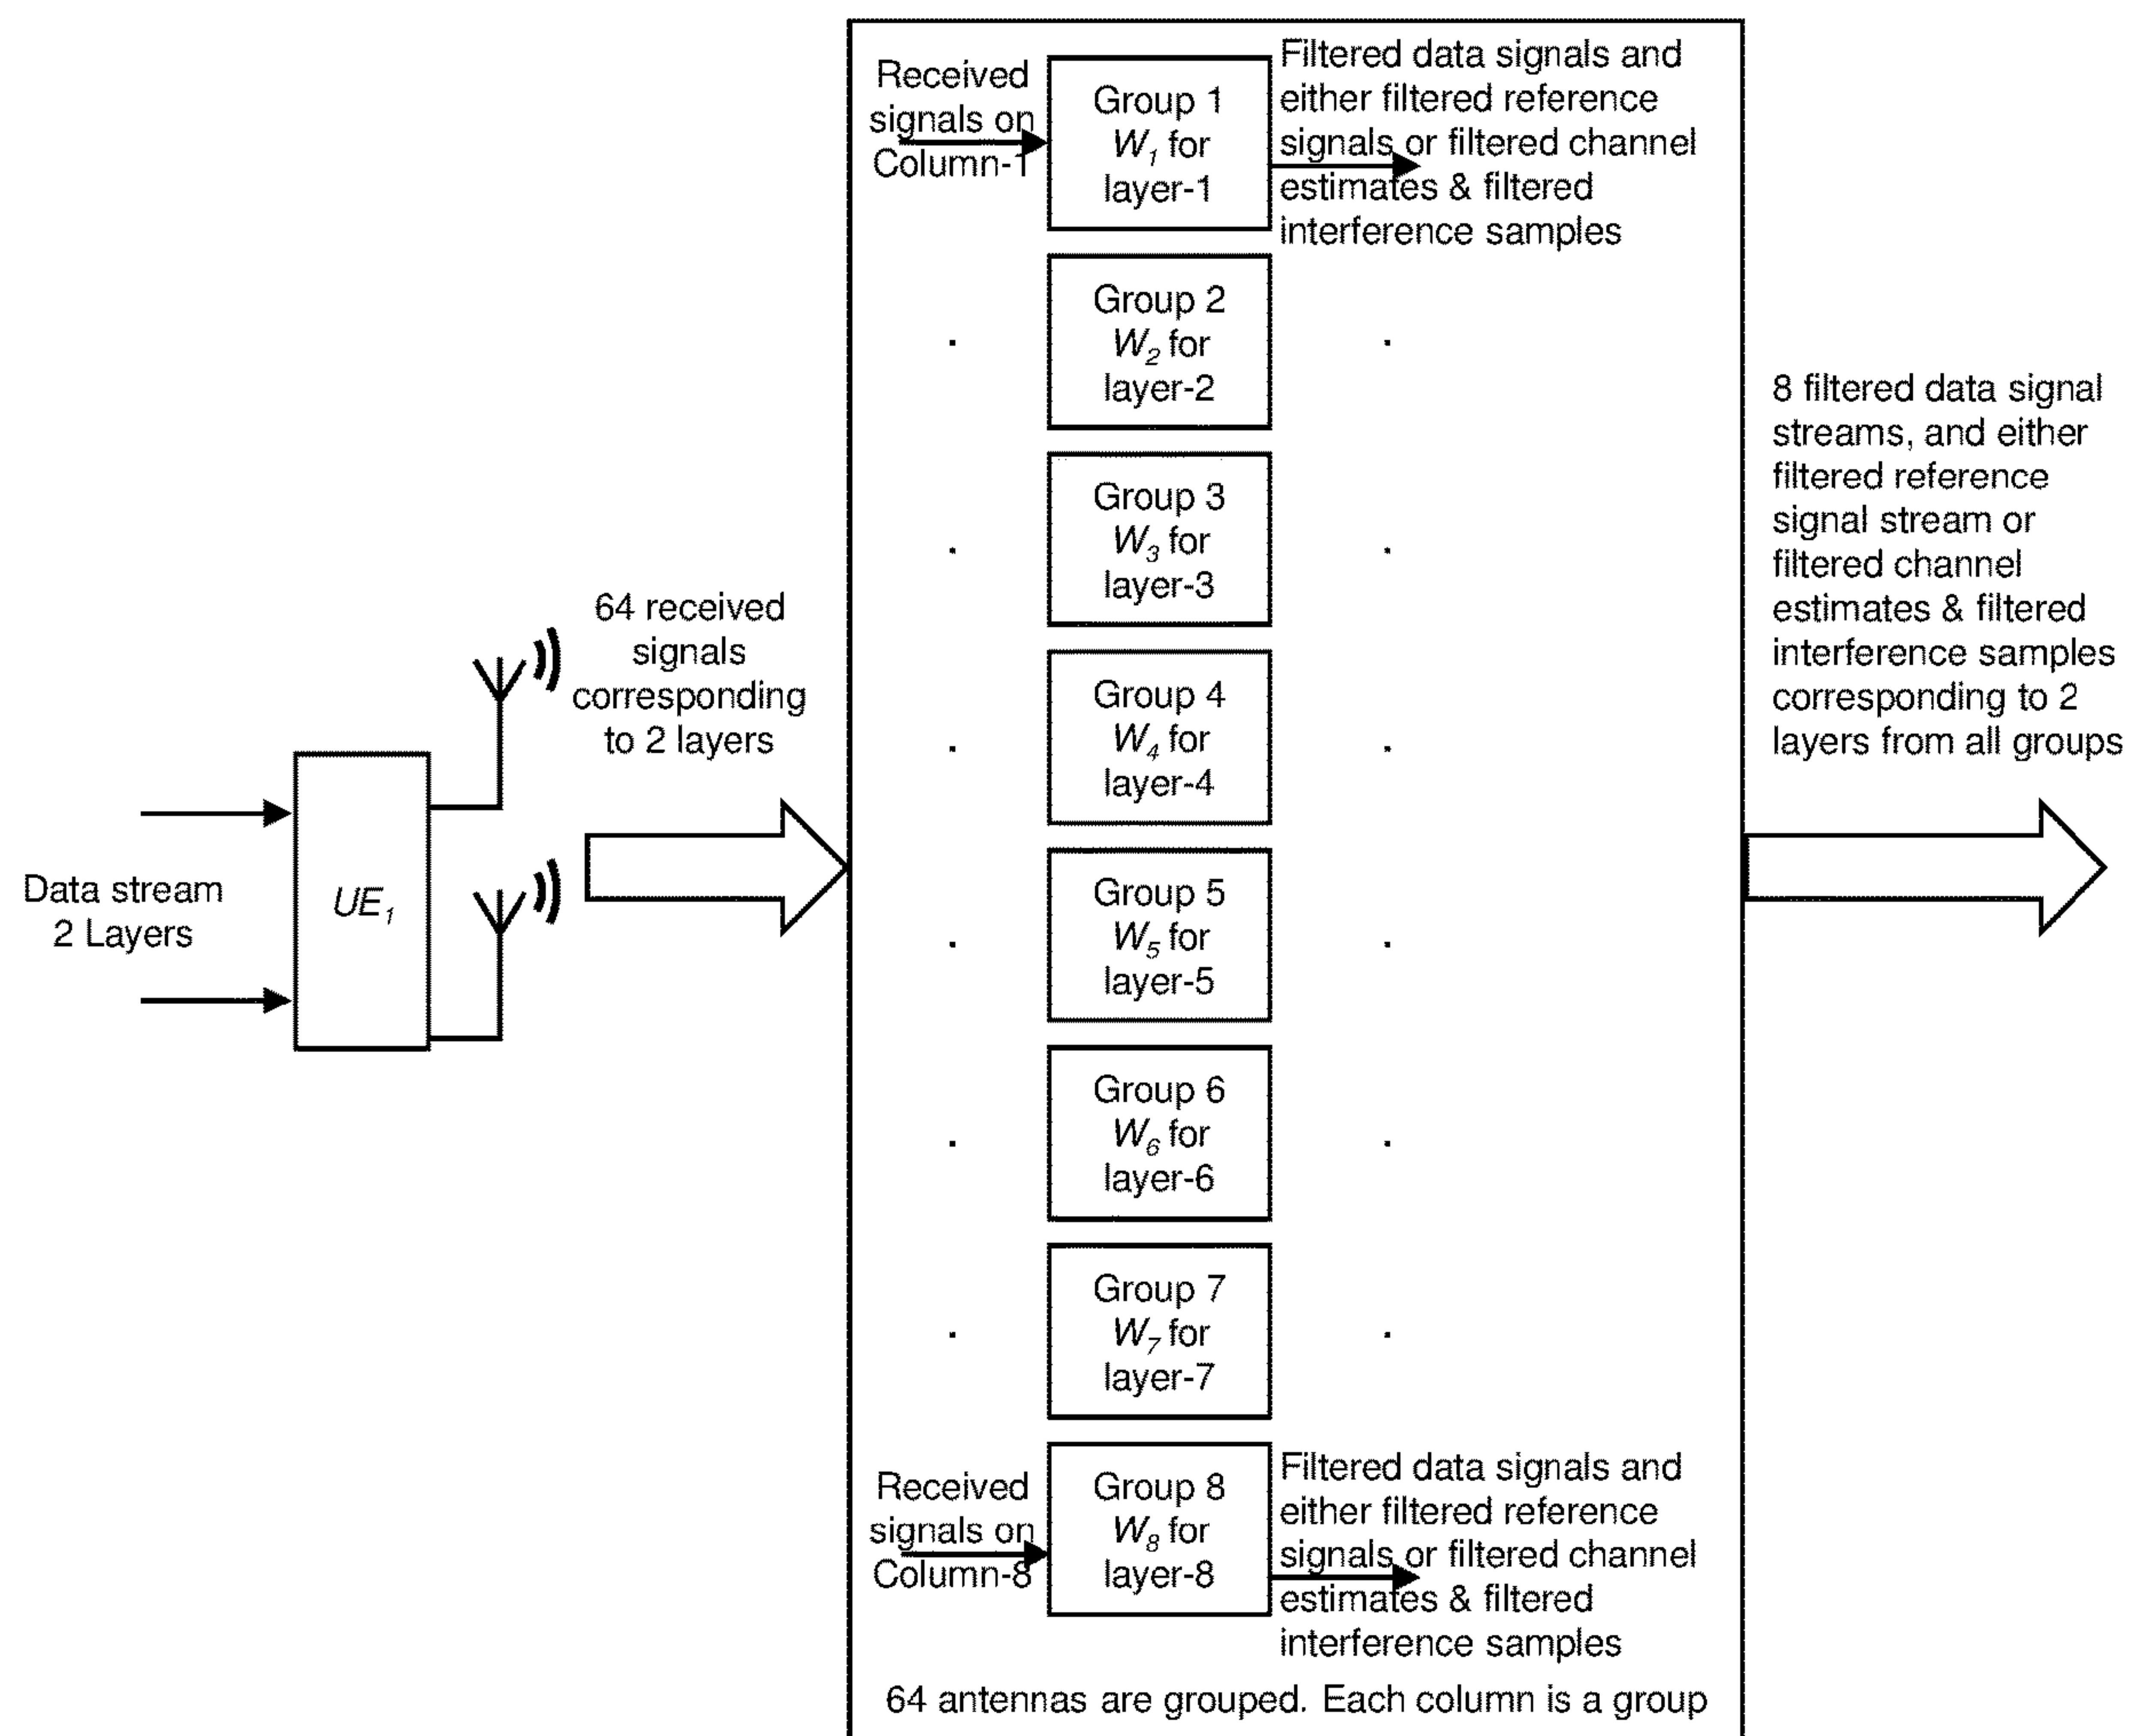 Data stream
2 Layers
UE1
64 received
signals
corresponding
to 2 layers
Received
signals on
Column-1
Group 1
W1 for
layer-1
Filtered data signals and
either filtered reference
signals or filtered channel
estimates & filtered
interference samples
Group 2
W2 for
layer-2
Group 3
W3 for
layer-3
Group 4
W4 for
layer-4
Group 5
W5 for
layer-5
Group 6
W6 for
layer-6
Group 7
W7 for
layer-7
Received
signals on
Column-8
Group 8
W8 for
layer-8
Filtered data signals and
either filtered reference
signals or filtered channel
estimates & filtered
interference samples
64 antennas are grouped. Each column is a group
8 filtered data signal
streams, and either
filtered reference
signal stream or
filtered channel
estimates & filtered
interference samples
corresponding to 2
layers from all groups